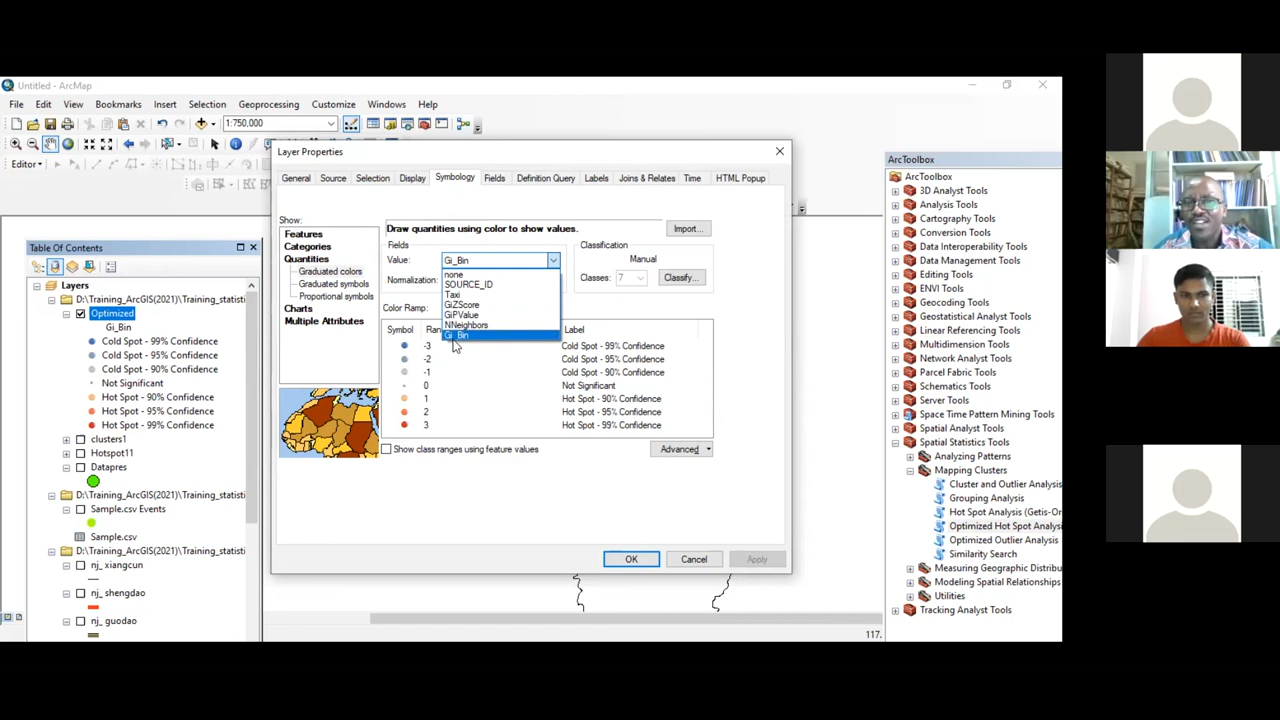 Untitled - ArcMap
File Edit View Bookmarks Insert Selection Geoprocessing Customize Windows Help
1:750,000
Editor
Table Of Contents
Layers
D:\Training_ArcGIS(2021)\Training_statisti
Optimized
Gi_Bin
Cold Spot - 99% Confidence
Cold Spot - 95% Confidence
Cold Spot - 90% Confidence
Not Significant
Hot Spot - 90% Confidence
Hot Spot - 95% Confidence
Hot Spot - 99% Confidence
clusters1
Hotspot11
Datapres
D:\Training_ArcGIS(2021)\Training_statisti
Sample.csv Events
Sample.csv
D:\Training_ArcGIS(2021)\Training_statisti
nj_ xiangcun
nj_ shengdao
nj_ guodao
Layer Properties
General Source Selection Display Symbology Fields Definition Query Labels Joins & Relates Time HTML Popup
Show:
Features
Categories
Quantities
Graduated colors
Graduated symbols
Proportional symbols
Charts
Multiple Attributes
Draw quantities using color to show values.
Import...
Fields
Value: Gi_Bin
Normalization:
none
SOURCE_ID
Taxi
GiZScore
GiPValue
NNeighbors
Gi_Bin
Classification
Manual
Classes: 7 Classify...
Color Ramp:
Symbol Ran Label
-3 Cold Spot - 99% Confidence
-2 Cold Spot - 95% Confidence
-1 Cold Spot - 90% Confidence
0 Not Significant
1 Hot Spot - 90% Confidence
2 Hot Spot - 95% Confidence
3 Hot Spot - 99% Confidence
Show class ranges using feature values
Advanced
OK Cancel Apply
117.
ArcToolbox
ArcToolbox
3D Analyst Tools
Analysis Tools
Cartography Tools
Conversion Tools
Data Interoperability Tools
Data Management Tools
Editing Tools
ENVI Tools
Geocoding Tools
Geostatistical Analyst Tools
Linear Referencing Tools
Multidimension Tools
Network Analyst Tools
Parcel Fabric Tools
Schematics Tools
Server Tools
Space Time Pattern Mining Tools
Spatial Analyst Tools
Spatial Statistics Tools
Analyzing Patterns
Mapping Clusters
Cluster and Outlier Analysis
Grouping Analysis
Hot Spot Analysis (Getis-Or
Optimized Hot Spot Analysi
Optimized Outlier Analysis
Similarity Search
Measuring Geographic Distribu
Modeling Spatial Relationships
Utilities
Tracking Analyst Tools